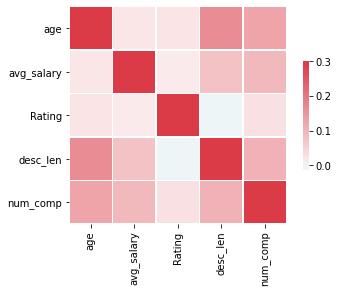 age
avg_salary
Rating
desc_len
num_comp
age
avg_salary
Rating
desc_len
num_comp
0.3
0.2
0.1
0.0